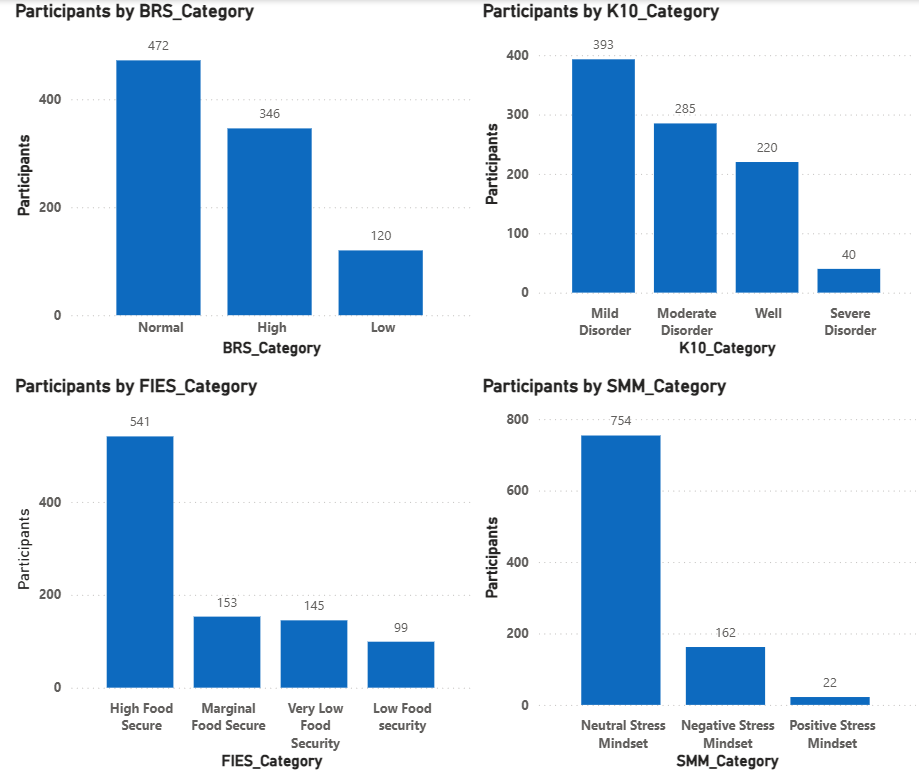 Participants by BRS_Category
472
346
120
400
200
0
Participants
Normal
High
Low
BRS_Category
Participants by K10_Category
393
285
220
40
400
300
200
100
0
Participants
Mild
Disorder
Moderate
Disorder
Well
Severe
Disorder
K10_Category
Participants by FIES_Category
541
153
145
99
400
200
0
Participants
High Food
Secure
Marginal
Food Secure
Very Low
Food
Security
Low Food
security
FIES_Category
Participants by SMM_Category
754
162
22
800
600
400
200
0
Participants
Neutral Stress
Mindset
Negative Stress
Mindset
Positive Stress
Mindset
SMM_Category